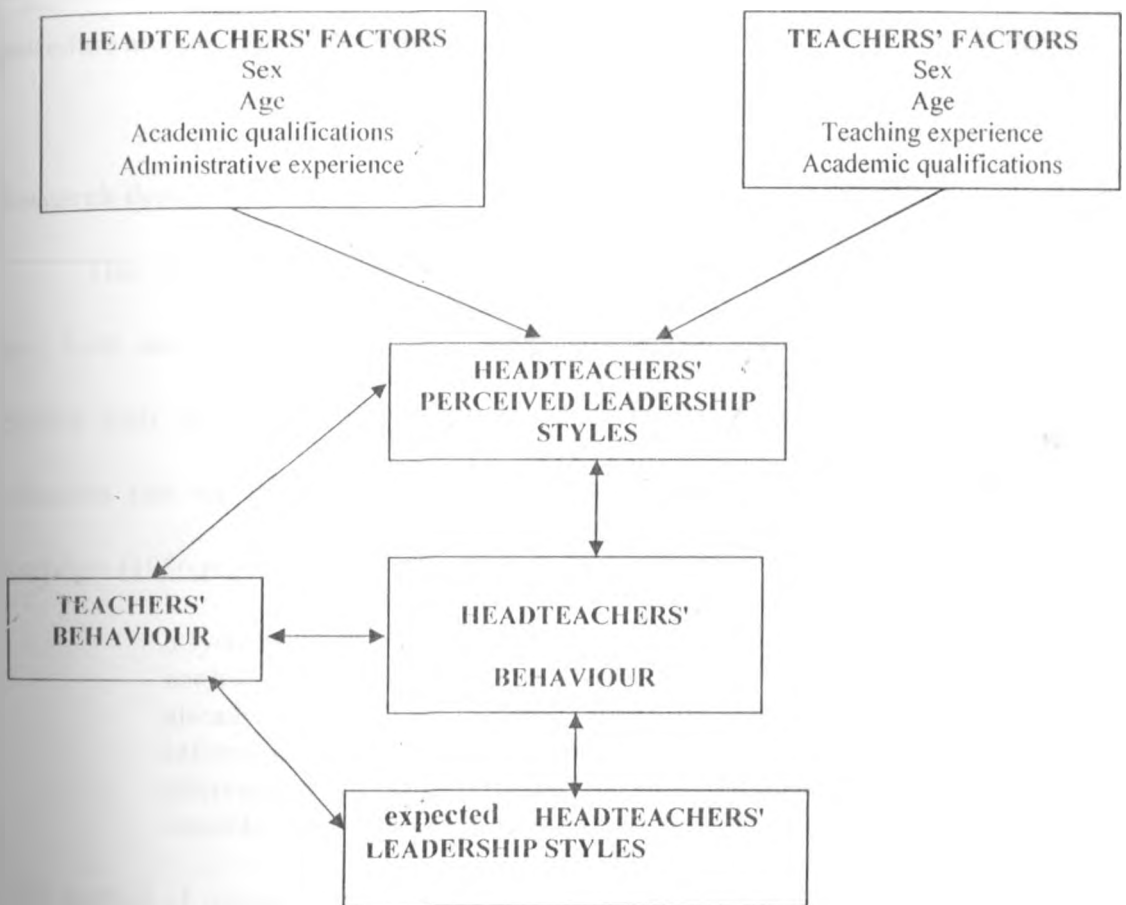 HEADTEACHERS' FACTORS
Sex
Age
Academic qualifications
Administrative experience
TEACHERS' FACTORS
Sex
Age
Teaching experience
Academic qualifications
HEADTEACHERS'
PERCEIVED LEADERSHIP
STYLES
TEACHERS'
BEHAVIOUR
HEADTEACHERS'
BEHAVIOUR
expected HEADTEACHERS'
LEADERSHIP STYLES